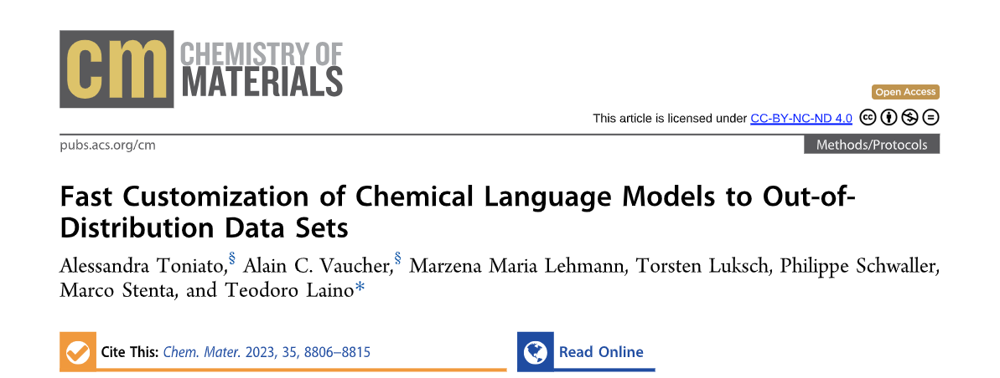 cm CHEMISTRY OF
MATERIALS
Open Access
This article is licensed under CC-BY-NC-ND 4.0
pubs.acs.org/cm
Methods/Protocols
Fast Customization of Chemical Language Models to Out-of-
Distribution Data Sets
Alessandra Toniato,§ Alain C. Vaucher,§ Marzena Maria Lehmann, Torsten Luksch, Philippe Schwaller,
Marco Stenta, and Teodoro Laino*
Cite This: Chem. Mater. 2023, 35, 8806–8815
Read Online